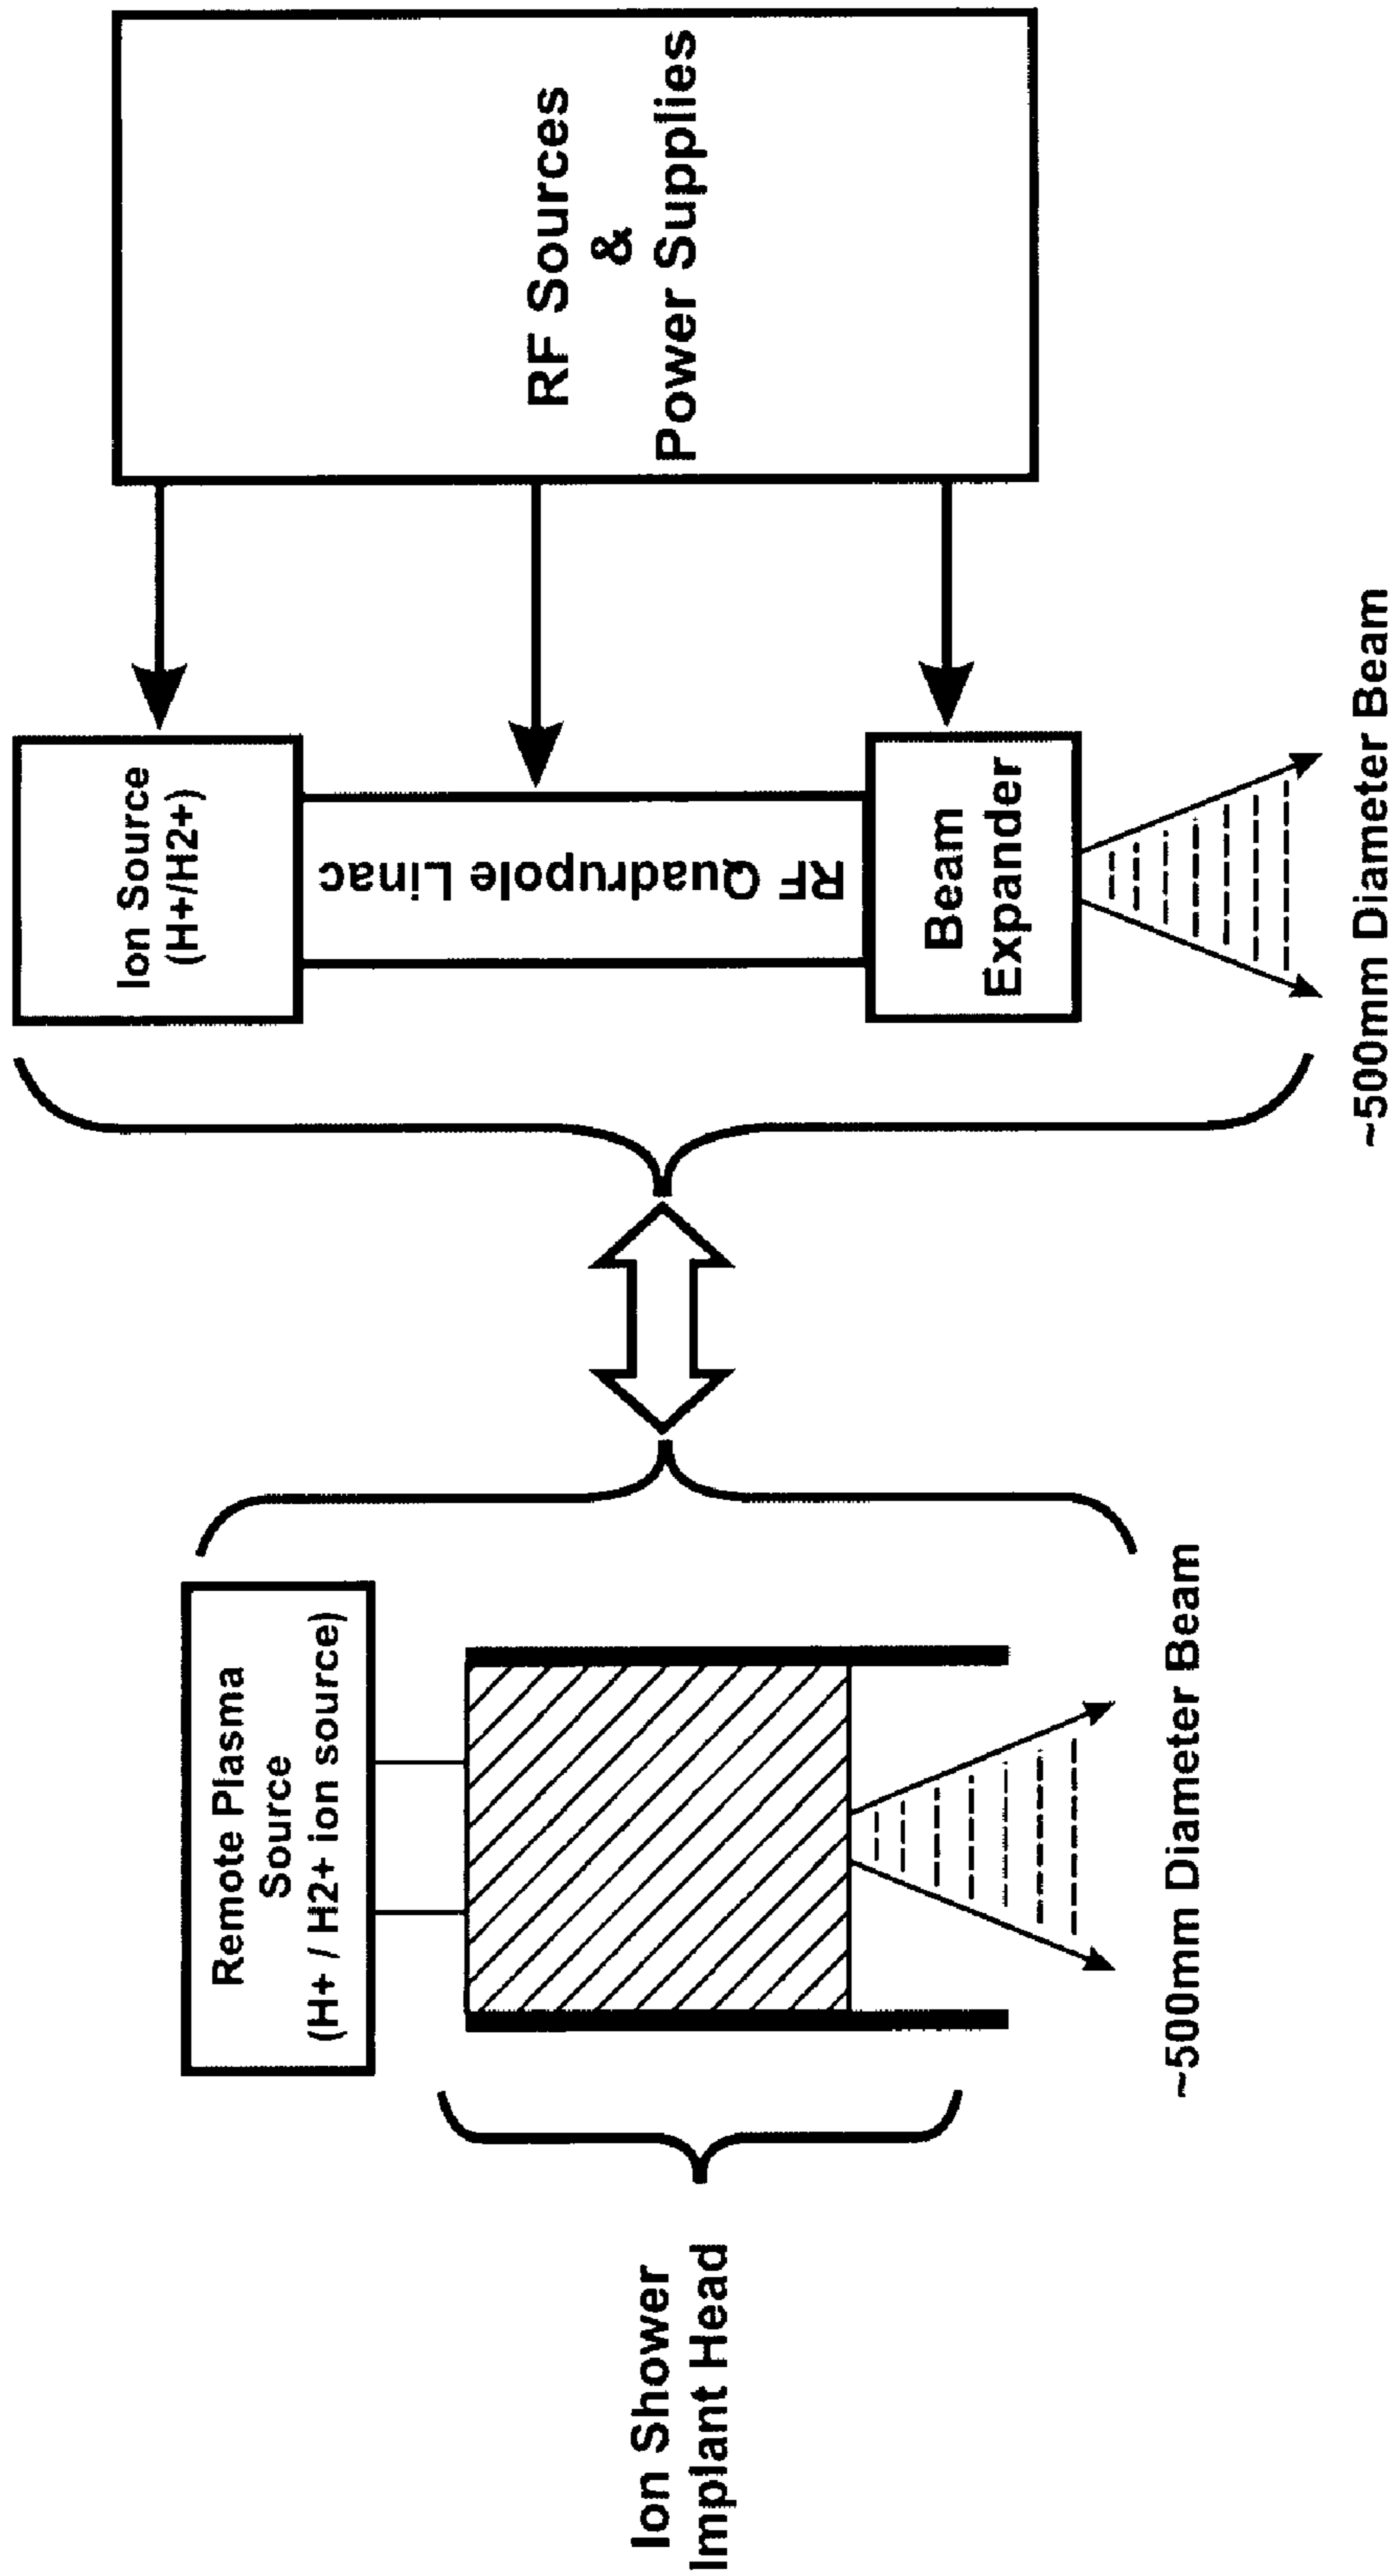 Ion Shower
Implant Head
Remote Plasma
Source
(H+ / H2+ ion source)
~500mm Diameter Beam
Ion Source
(H+/H2+)
RF Quadrupole Linac
Beam
Expander
~500mm Diameter Beam
RF Sources
&
Power Supplies